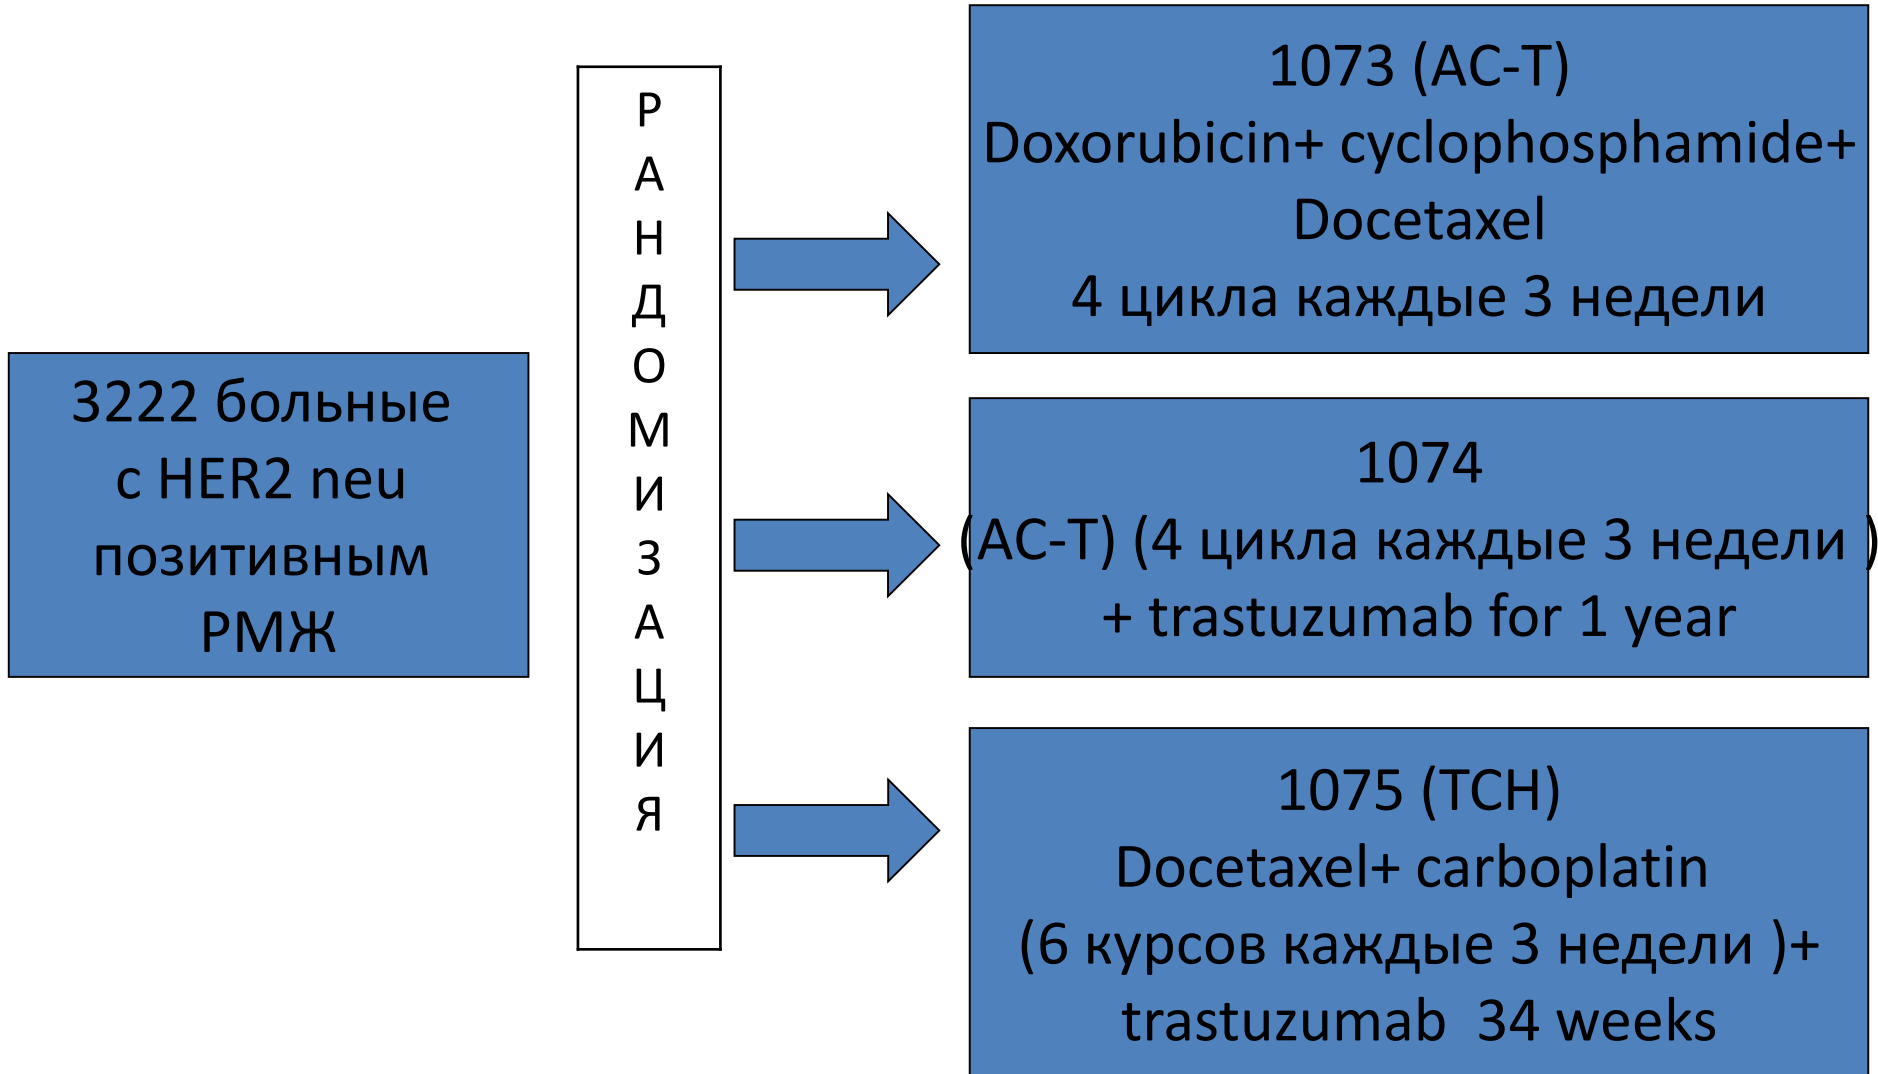 3222 больные
с HER2 neu
позитивным
РМЖ
Р
А
Н
Д
О
М
И
З
А
Ц
И
Я
1073 (AC-T)
Doxorubicin+ cyclophosphamide+
Docetaxel
4 цикла каждые 3 недели
1074
(AC-T) (4 цикла каждые 3 недели )
+ trastuzumab for 1 year
1075 (TCH)
Docetaxel+ carboplatin
(6 курсов каждые 3 недели )+
trastuzumab 34 weeks